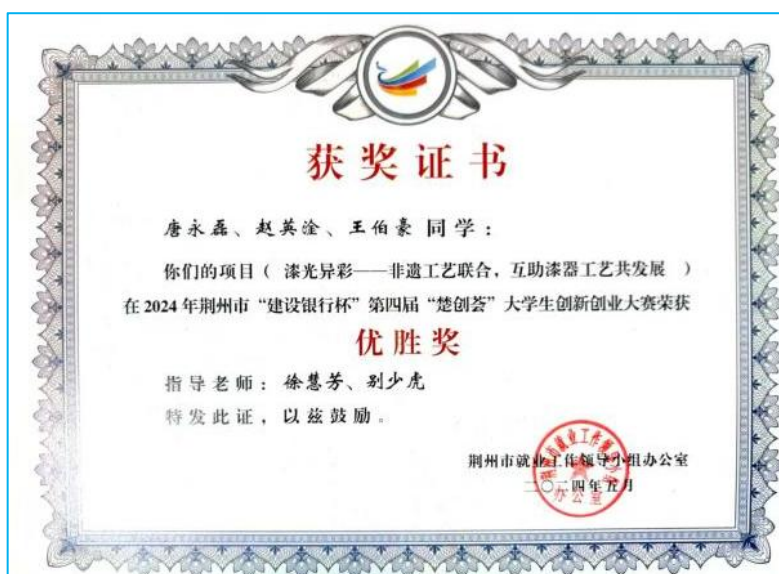 获奖证书
唐永磊、赵英淦、王伯豪 同学：
你们的项目（ 漆光异彩——非遗工艺联合，互助漆器工艺共发展 ）
在 2024 年荆州市“建设银行杯”第四届“楚创荟”大学生创新创业大赛荣获
优胜奖
指导老师：徐慧芳、别少虎
特发此证，以兹鼓励。
荆州市就业工作领导小组办公室
二〇二四年五月
办公室